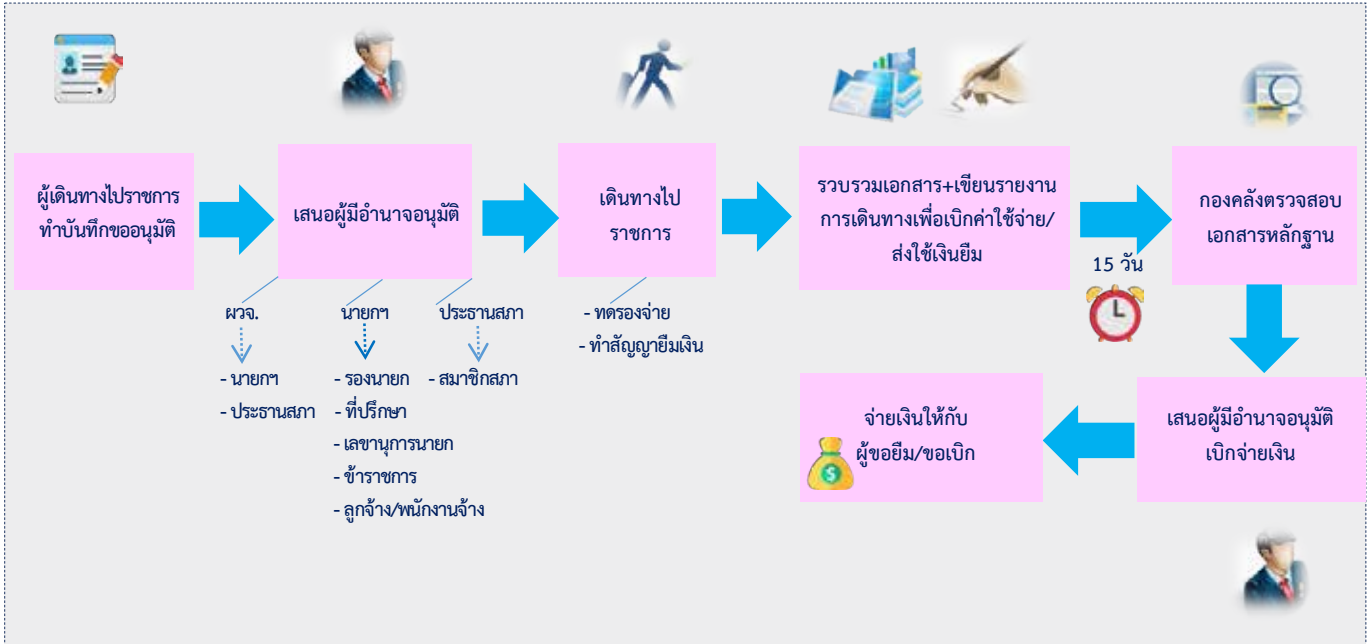 ผู้เดินทางไปราชการ
ทำบันทึกขออนุมัติ
เสนอผู้มีอำนาจอนุมัติ
เดินทางไป
ราชการ
รวบรวมเอกสาร+เขียนรายงาน
การเดินทางเพื่อเบิกค่าใช้จ่าย/
ส่งใช้เงินยืม
15 วัน
กองคลังตรวจสอบ
เอกสารหลักฐาน
ผวจ.
- นายกฯ
- ประธานสภา
นายกฯ
- รองนายก
- ที่ปรึกษา
- เลขานุการนายก
- ข้าราชการ
- ลูกจ้าง/พนักงานจ้าง
ประธานสภา
- สมาชิกสภา
- ทดรองจ่าย
- ทำสัญญายืมเงิน
เสนอผู้มีอำนาจอนุมัติ
เบิกจ่ายเงิน
จ่ายเงินให้กับ
ผู้ขอยืม/ขอเบิก